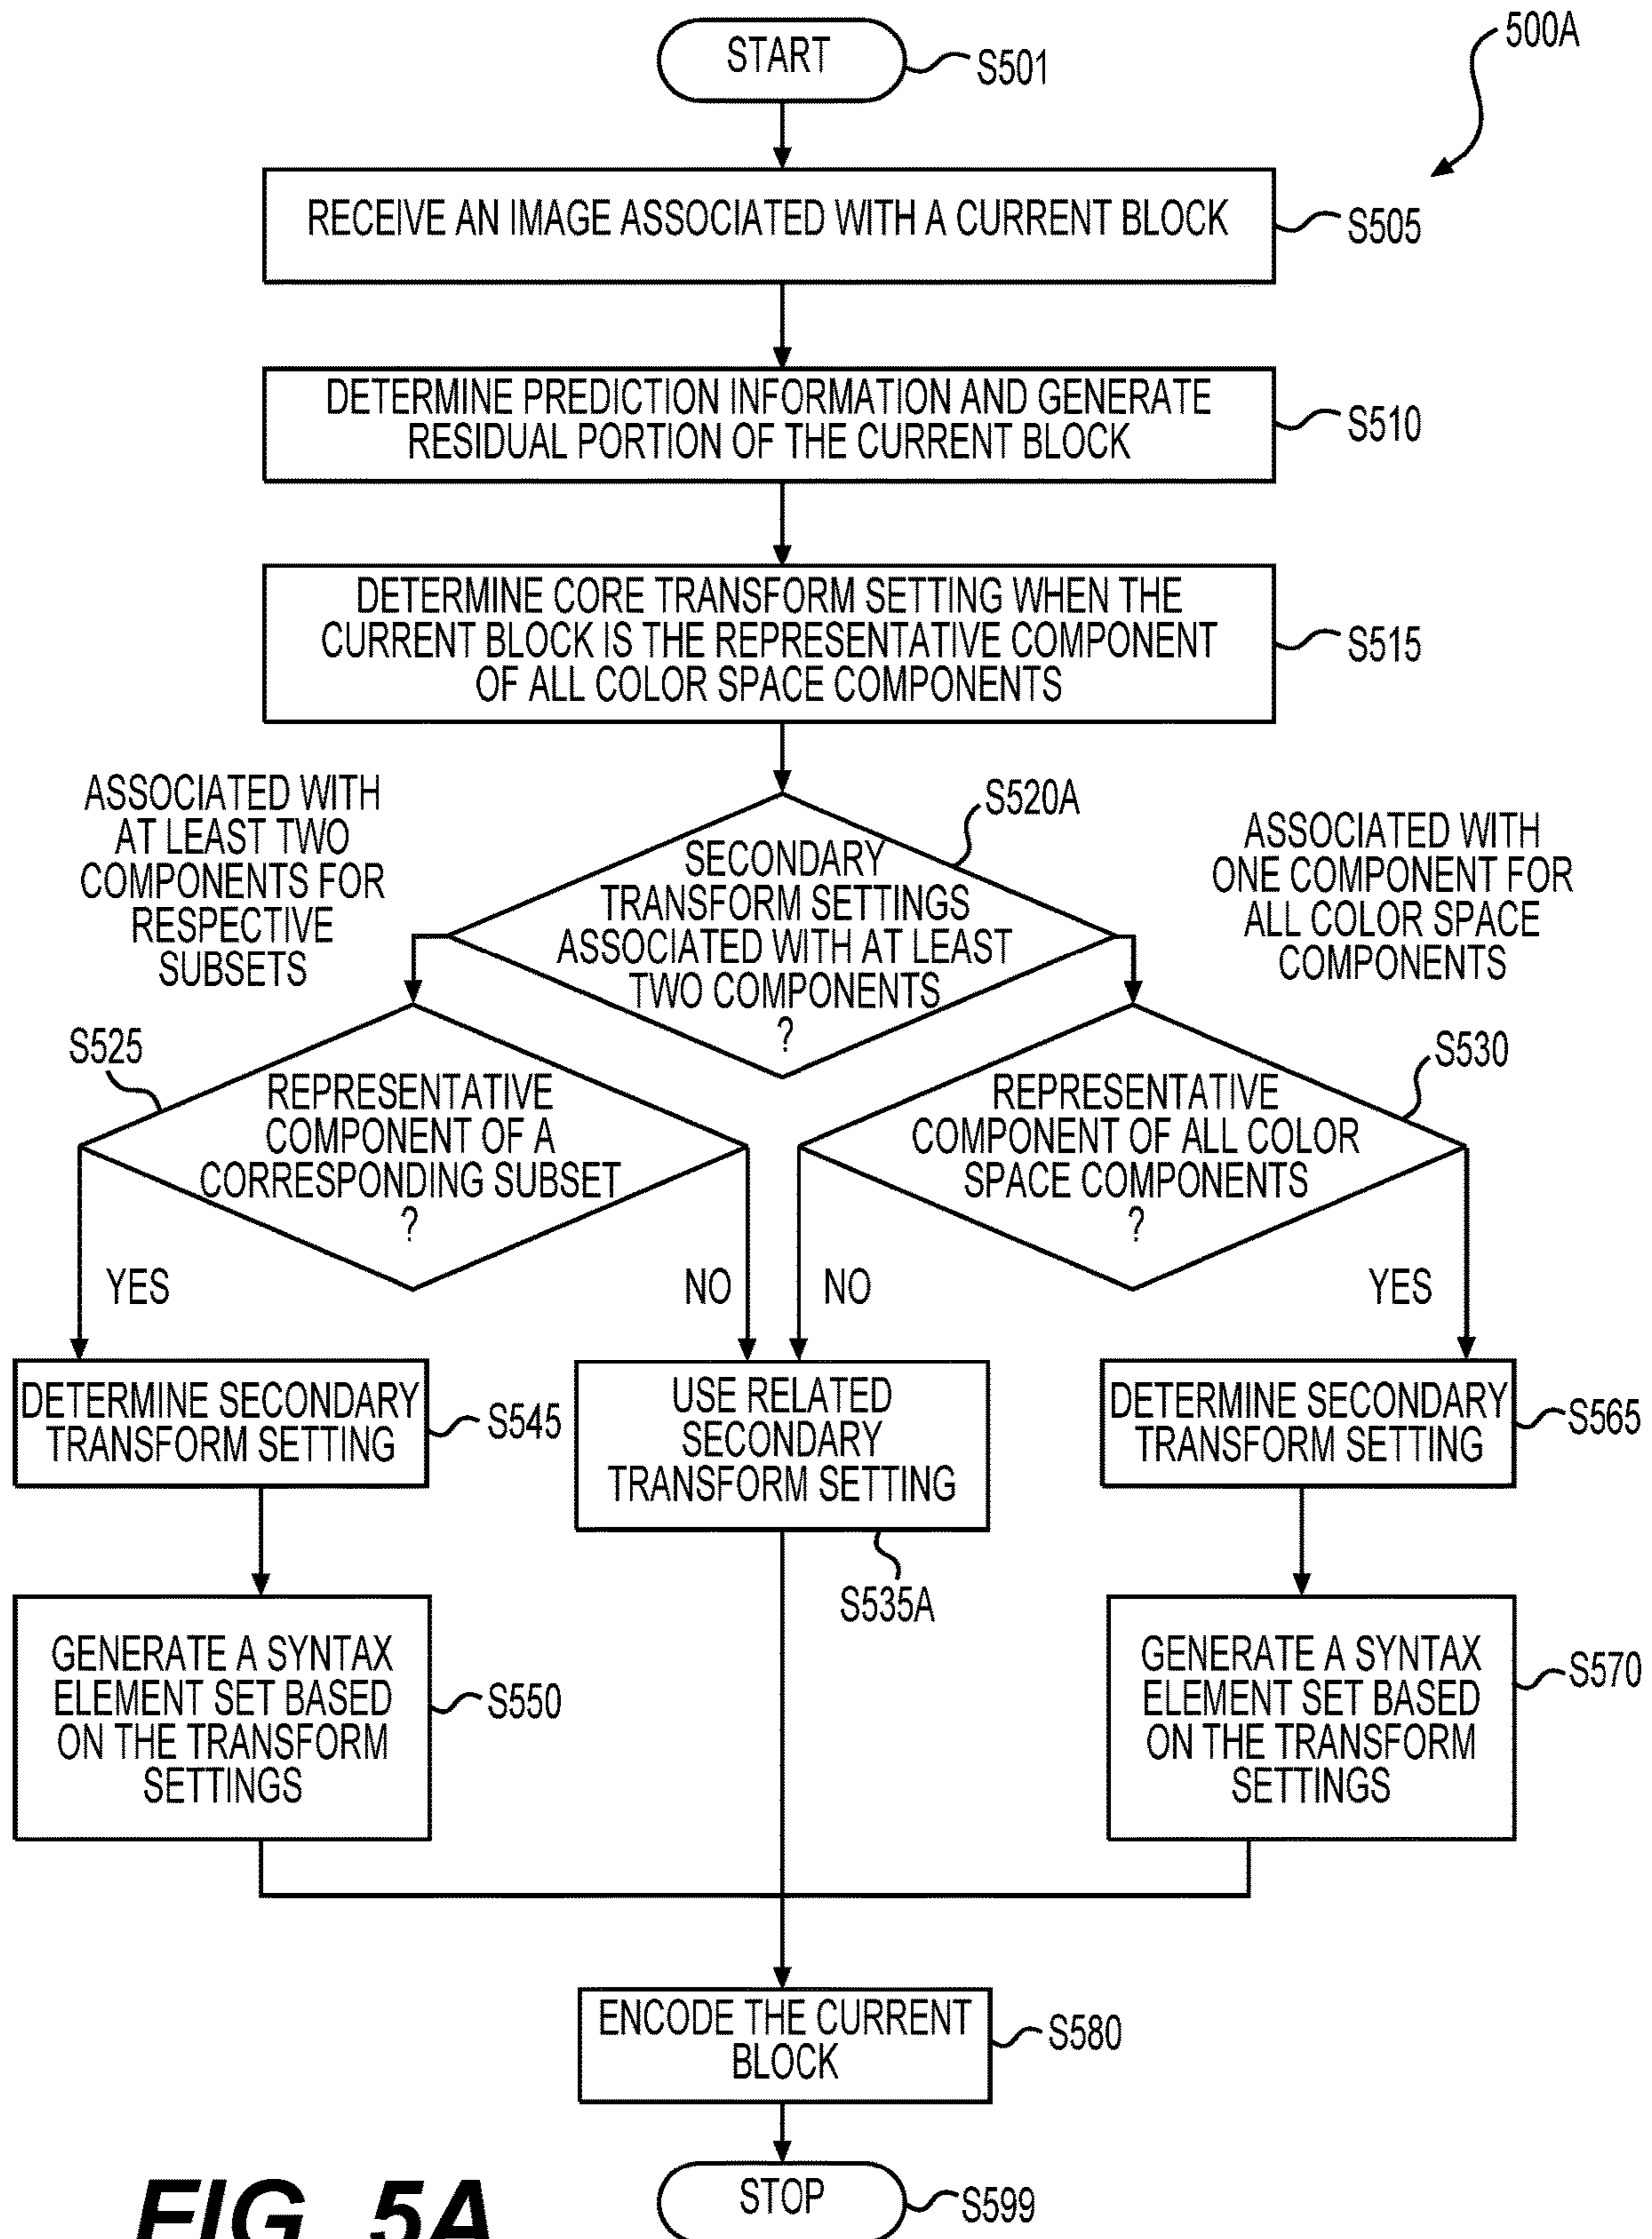 START
S501
500A
RECEIVE AN IMAGE ASSOCIATED WITH A CURRENT BLOCK
S505
DETERMINE PREDICTION INFORMATION AND GENERATE
RESIDUAL PORTION OF THE CURRENT BLOCK
S510
DETERMINE CORE TRANSFORM SETTING WHEN THE
CURRENT BLOCK IS THE REPRESENTATIVE COMPONENT
OF ALL COLOR SPACE COMPONENTS
S515
ASSOCIATED WITH
AT LEAST TWO
COMPONENTS FOR
RESPECTIVE
SUBSETS
S520A
SECONDARY
TRANSFORM SETTINGS
ASSOCIATED WITH AT LEAST
TWO COMPONENTS
?
ASSOCIATED WITH
ONE COMPONENT FOR
ALL COLOR SPACE
COMPONENTS
S525
REPRESENTATIVE
COMPONENT OF A
CORRESPONDING SUBSET
?
S530
REPRESENTATIVE
COMPONENT OF ALL COLOR
SPACE COMPONENTS
?
YES
NO
NO
YES
DETERMINE SECONDARY
TRANSFORM SETTING
S545
USE RELATED
SECONDARY
TRANSFORM SETTING
S535A
DETERMINE SECONDARY
TRANSFORM SETTING
S565
GENERATE A SYNTAX
ELEMENT SET BASED
ON THE TRANSFORM
SETTINGS
S550
GENERATE A SYNTAX
ELEMENT SET BASED
ON THE TRANSFORM
SETTINGS
S570
ENCODE THE CURRENT
BLOCK
S580
STOP
S599
FIG. 5A